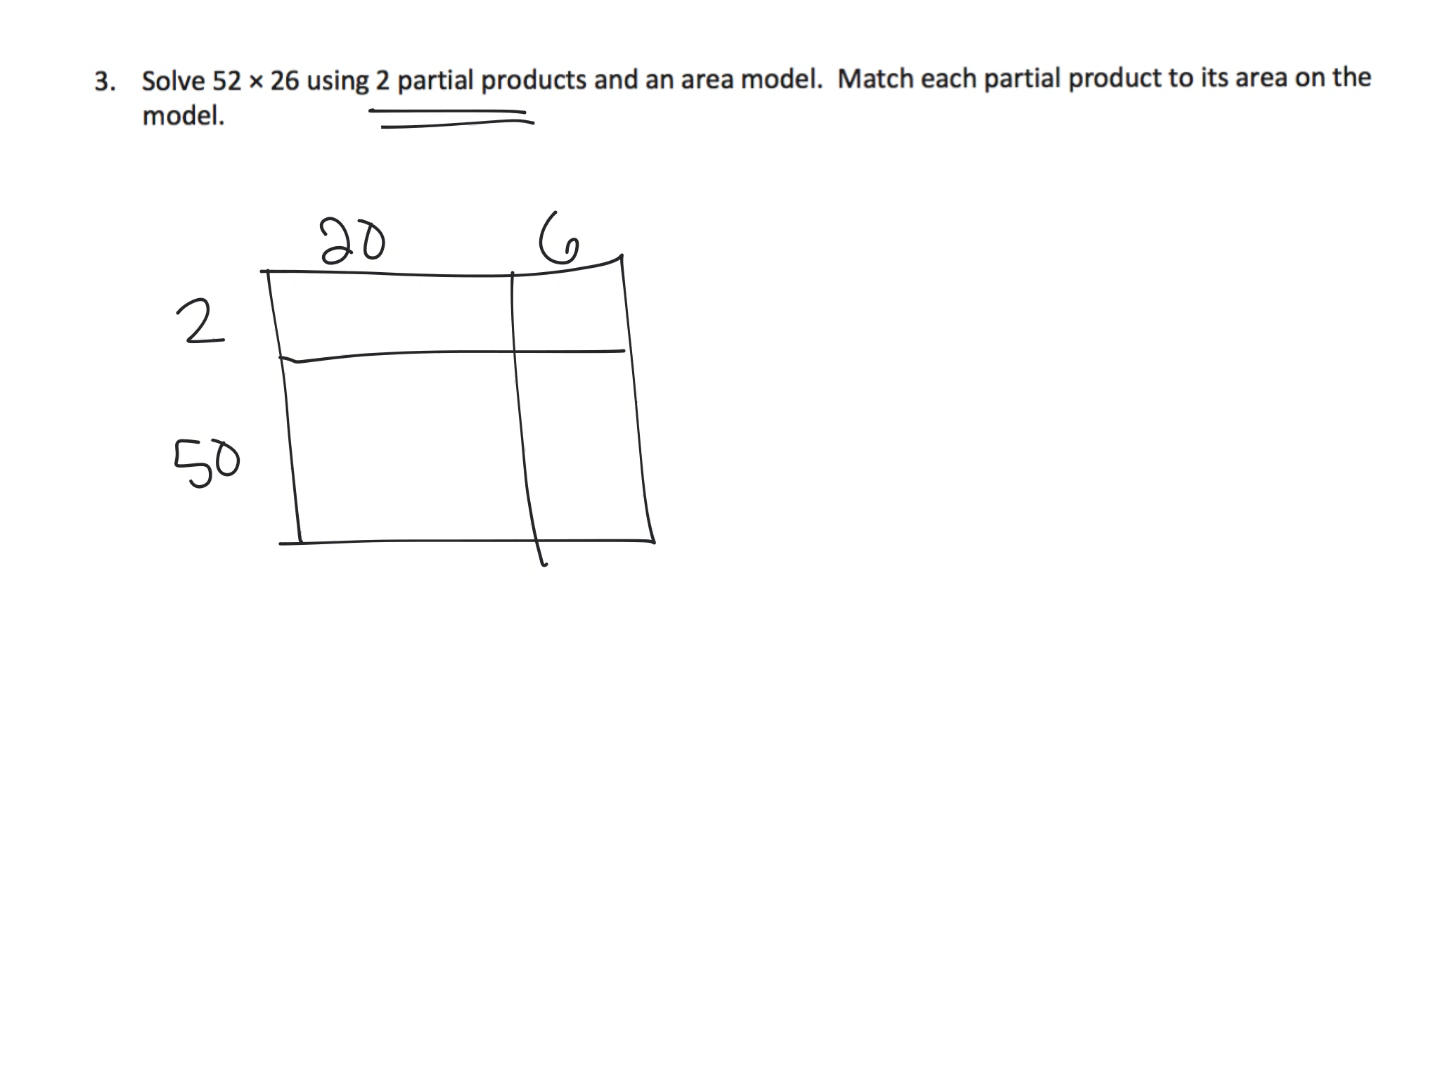 3. Solve 52 × 26 using 2 partial products and an area model. Match each partial product to its area on the
model.
20 6
2
50